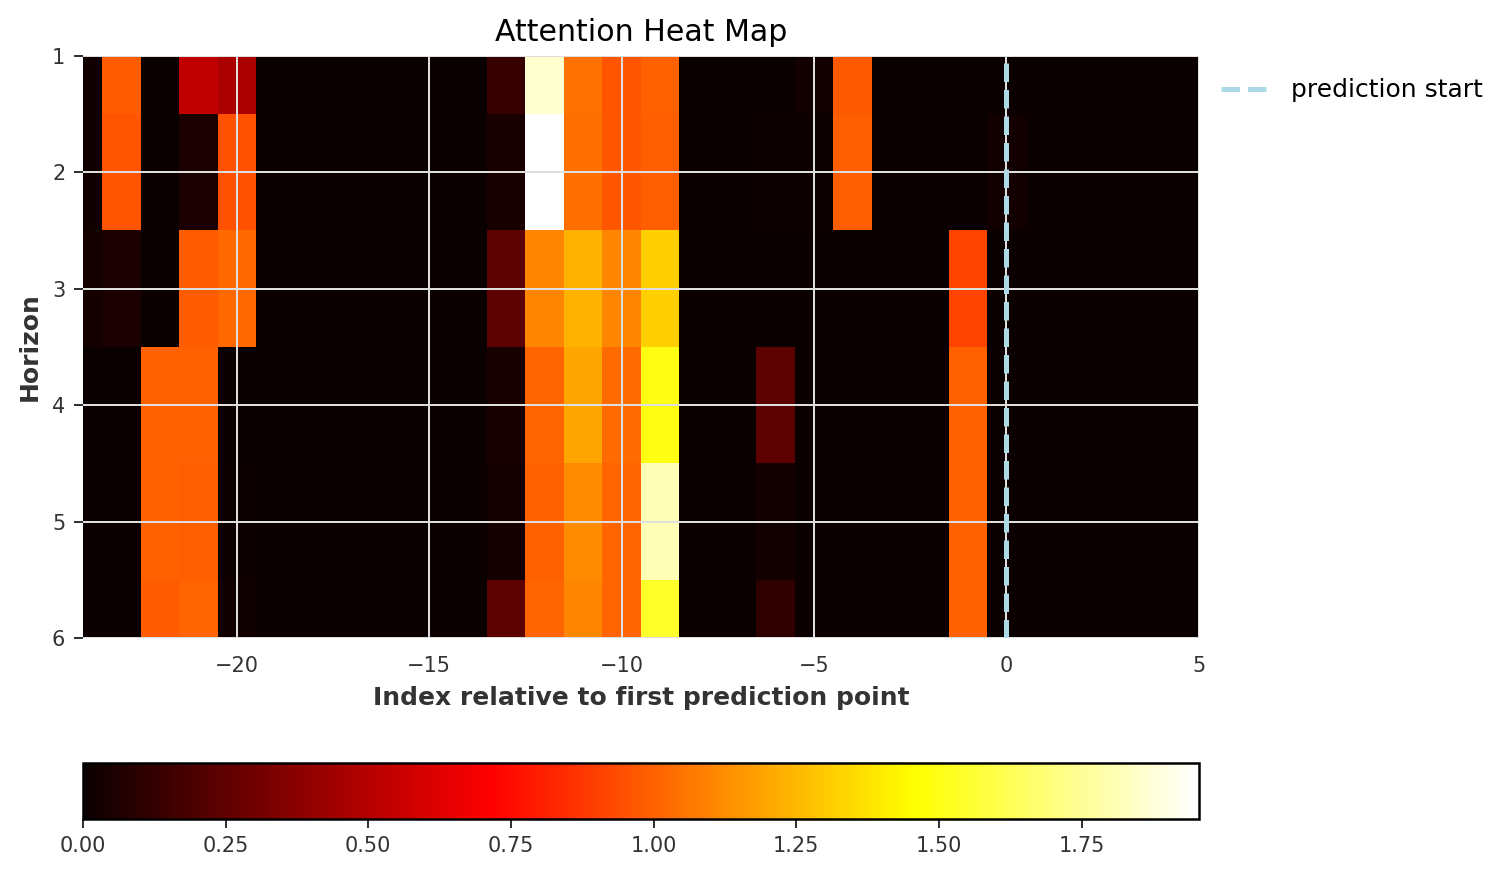 Attention Heat Map
prediction start
Horizon
1
2
3
4
5
6
−20 −15 −10 −5 0 5
Index relative to first prediction point
0.00 0.25 0.50 0.75 1.00 1.25 1.50 1.75